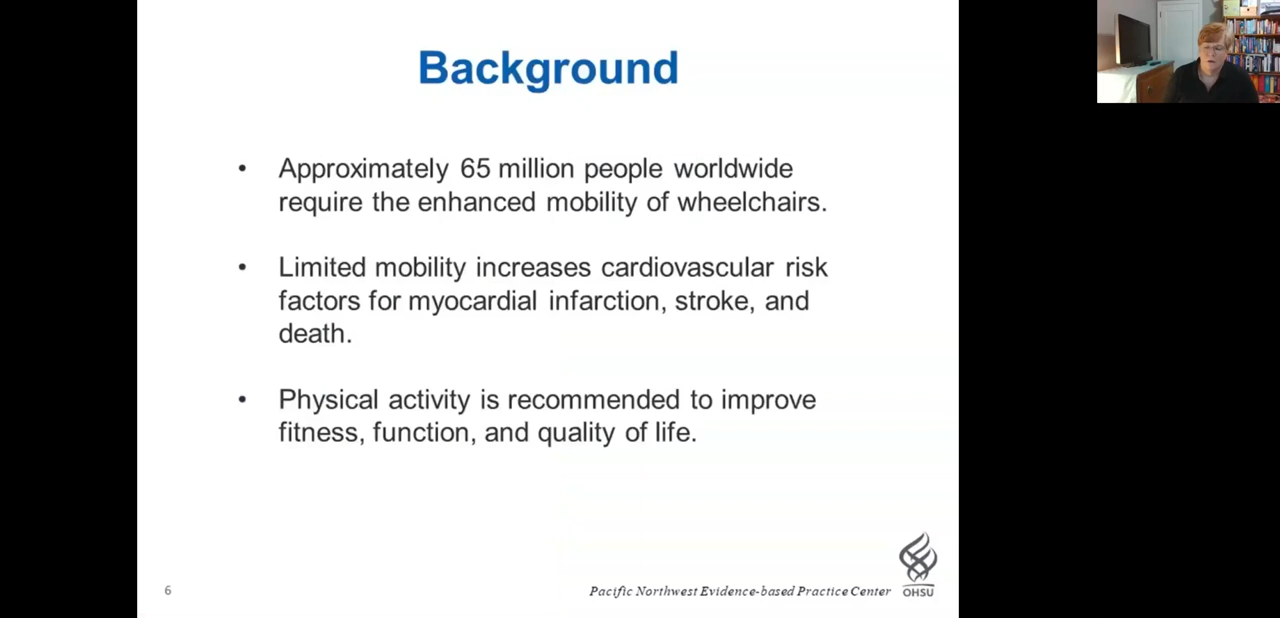 Background
• Approximately 65 million people worldwide
require the enhanced mobility of wheelchairs.
• Limited mobility increases cardiovascular risk
factors for myocardial infarction, stroke, and
death.
• Physical activity is recommended to improve
fitness, function, and quality of life.
6
Pacific Northwest Evidence-based Practice Center
OHSU